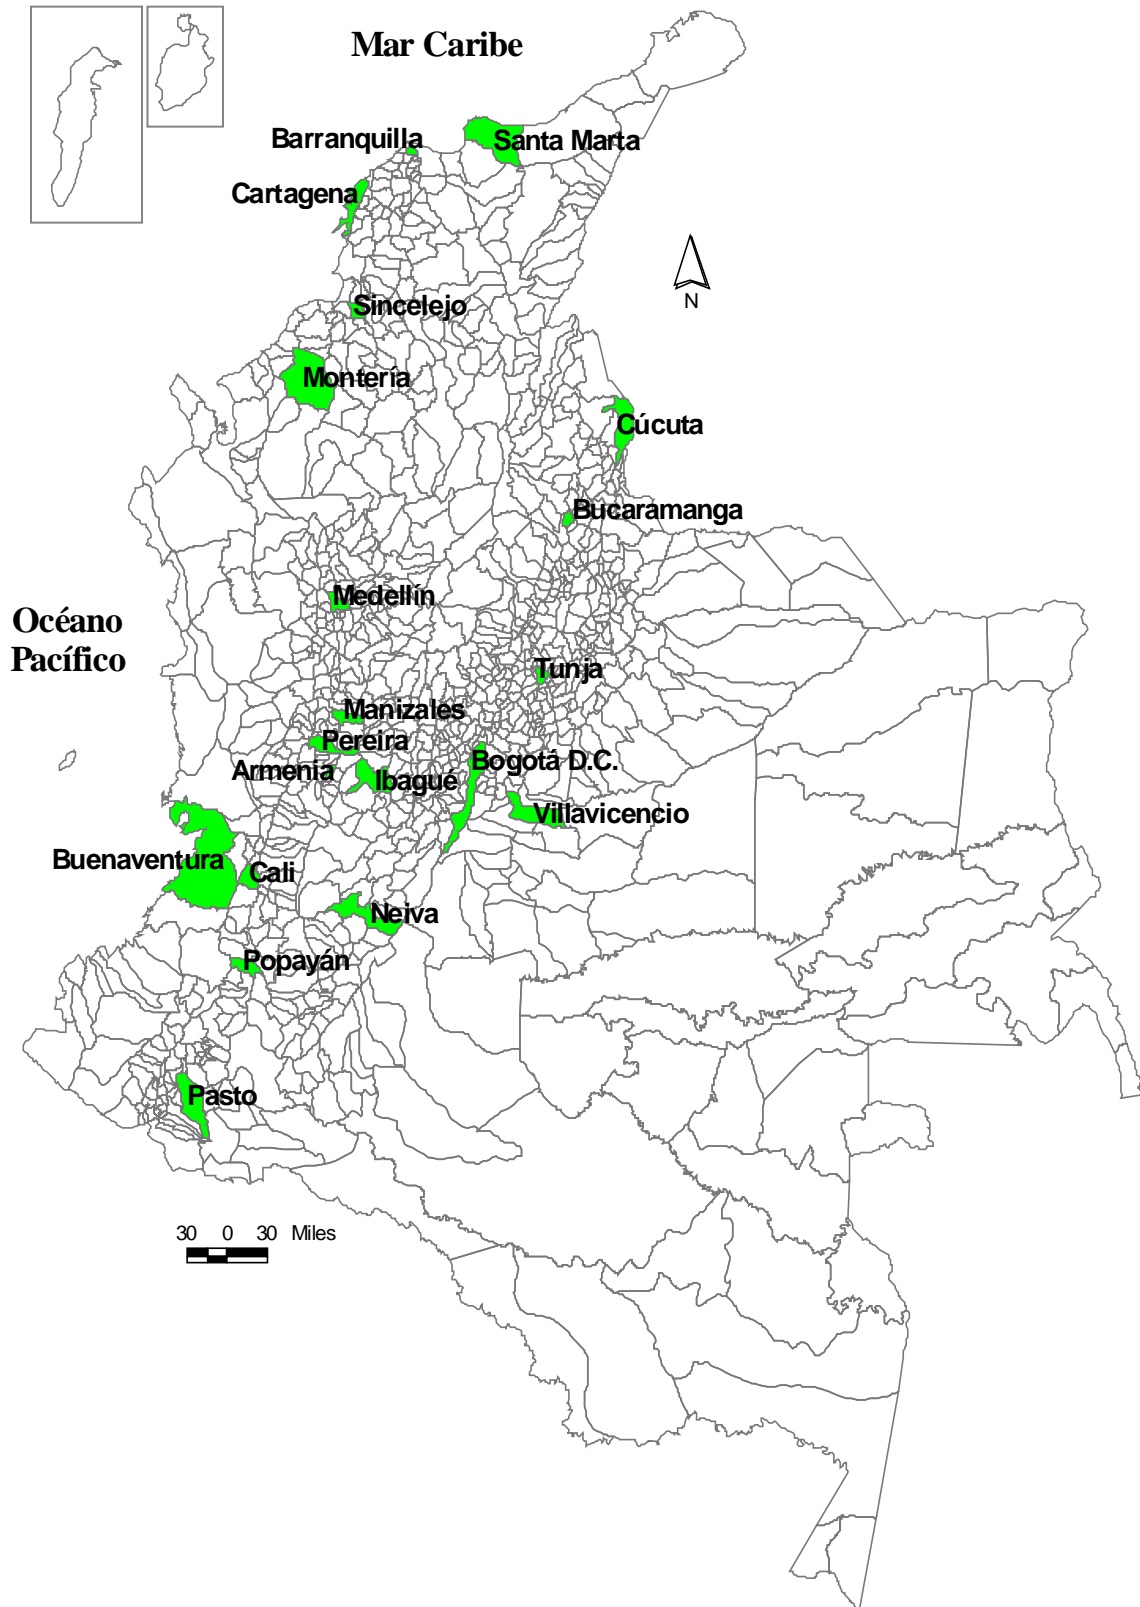 Mar Caribe
Barranquilla
Santa Marta
Cartagena
N
Sincelejo
Montería
Cúcuta
Bucaramanga
Medellín
Océano
Pacífico
Tunja
Manizales
Pereira
Bogotá D.C.
Armenia
Ibagué
Villavicencio
Buenaventura
Cali
Neiva
Popayán
Pasto
30 0 30 Miles